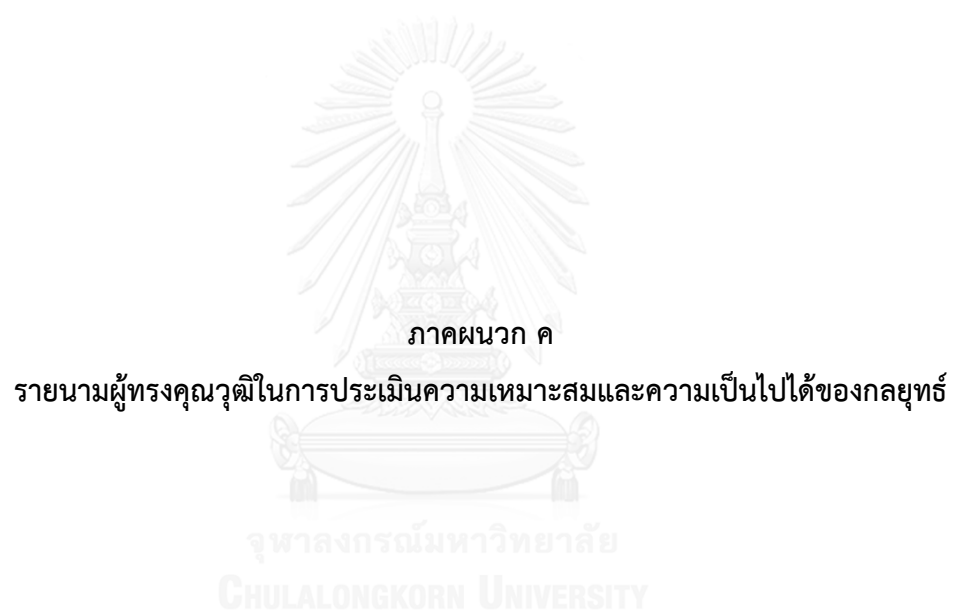 ภาคผนวก ค
รายนามผู้ทรงคุณวุฒิในการประเมินความเหมาะสมและความเป็นไปได้ของกลยุทธ์
จุฬาลงกรณ์มหาวิทยาลัย
CHULALONGKORN UNIVERSITY